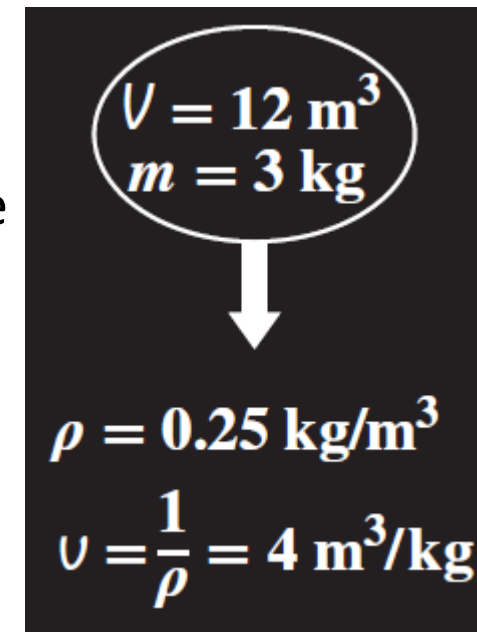 V = 12 m³
m = 3 kg
e
ρ = 0.25 kg/m³
υ = 1/ρ = 4 m³/kg